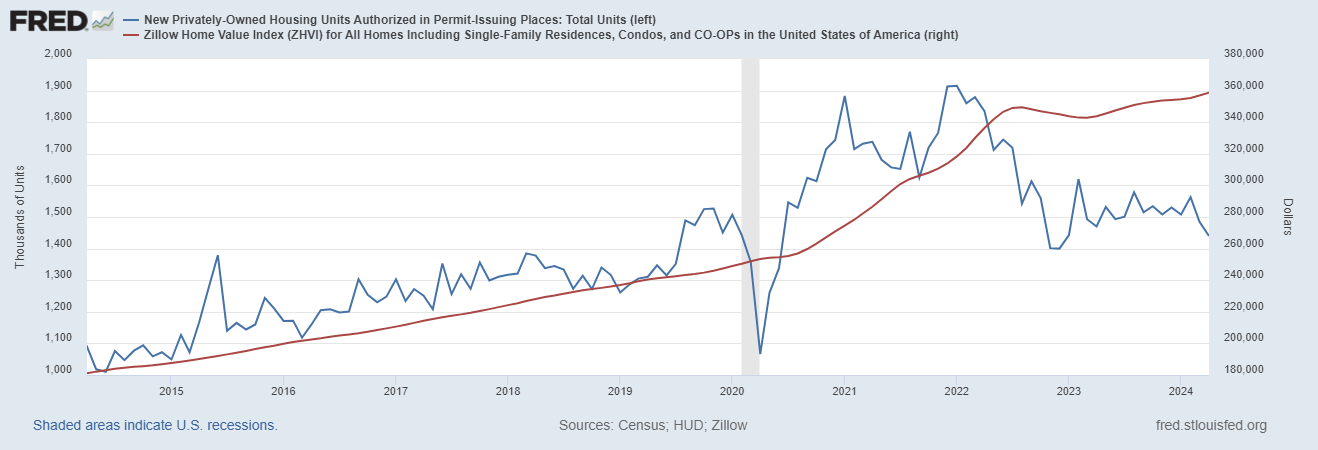 FRED
New Privately-Owned Housing Units Authorized in Permit-Issuing Places: Total Units (left)
Zillow Home Value Index (ZHVI) for All Homes Including Single-Family Residences, Condos, and CO-OPs in the United States of America (right)
2,000 380,000
1,900 360,000
1,800 340,000
1,700 320,000
1,600 300,000
1,500 280,000
1,400 260,000
1,300 240,000
1,200 220,000
1,100 200,000
1,000 180,000
Thousands of Units
Dollars
2015 2016 2017 2018 2019 2020 2021 2022 2023 2024
Shaded areas indicate U.S. recessions. Sources: Census; HUD; Zillow fred.stlouisfed.org